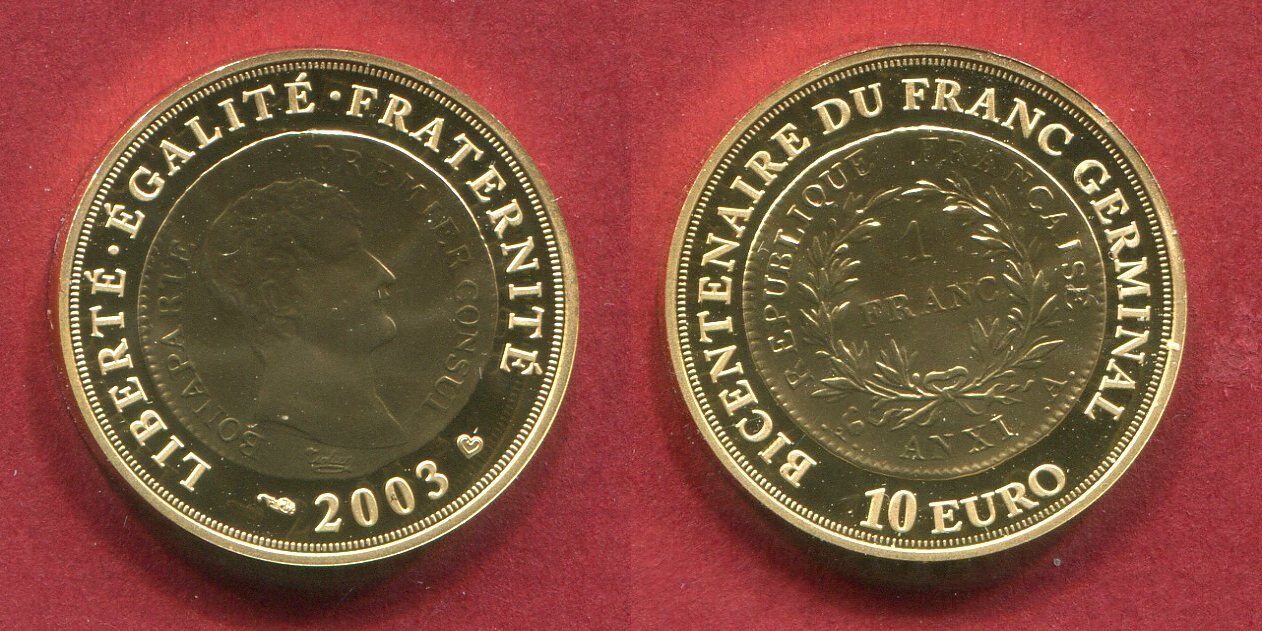 LIBERTÉ · ÉGALITÉ · FRATERNITÉ
BONAPARTE PREMIER CONSUL
2003
BICENTENAIRE DU FRANC GERMINAL
RÉPUBLIQUE FRANÇAISE
1
FRANC
AN XI.
A.
10 EURO